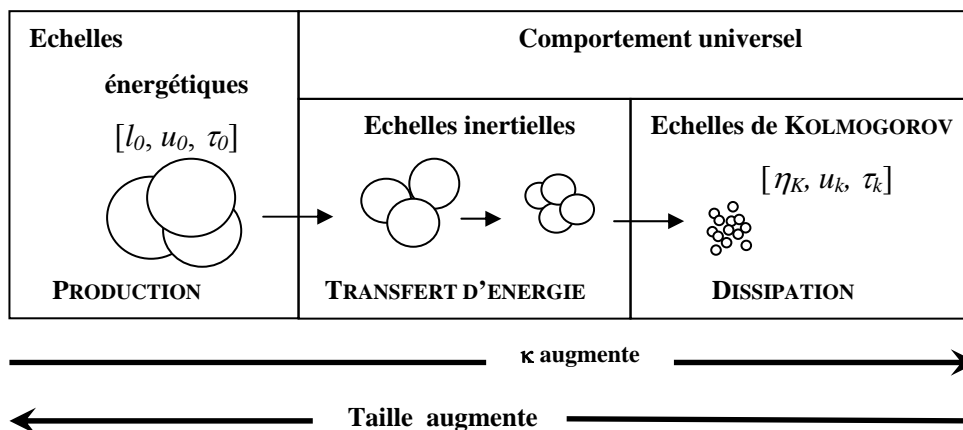 Echelles
énergétiques
[l0, u0, τ0]
PRODUCTION
Comportement universel
Echelles inertielles
TRANSFERT D’ENERGIE
Echelles de KOLMOGOROV
[ηK, uk, τk]
DISSIPATION
κ augmente
Taille augmente